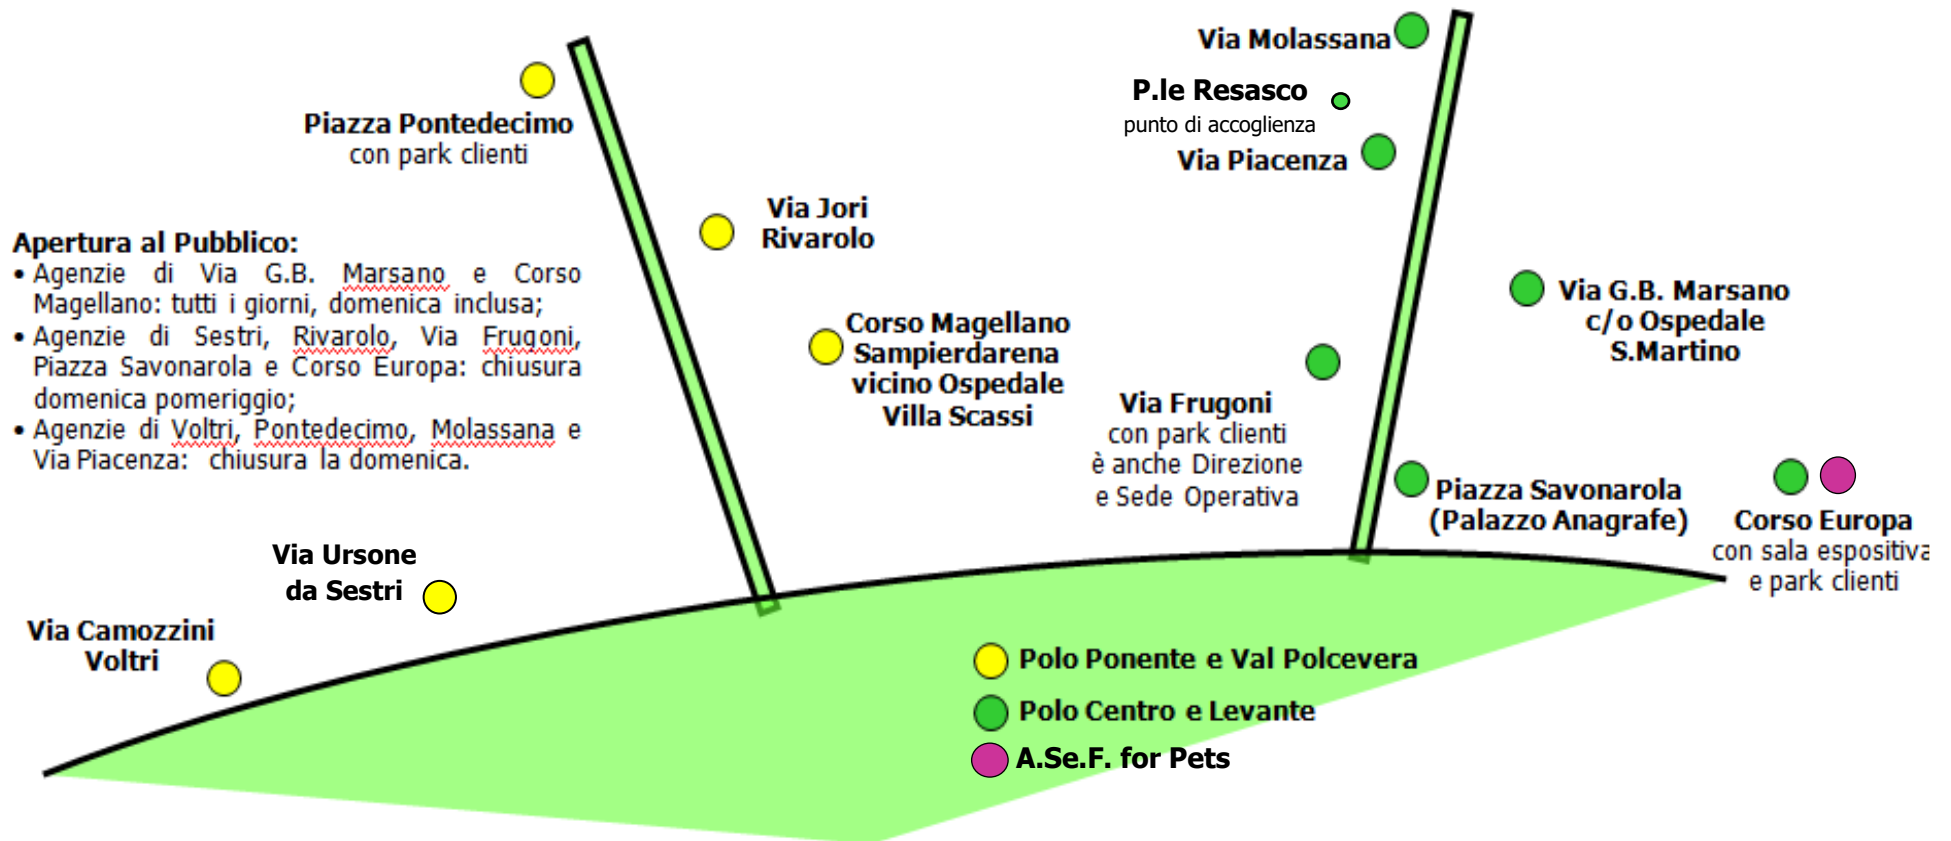 Via Molassana
P.le Resasco
punto di accoglienza
Via Piacenza
Piazza Pontedecimo
con park clienti
Via Jori
Rivarolo
Apertura al Pubblico:
• Agenzie di Via G.B. Marsano e Corso
Magellano: tutti i giorni, domenica inclusa;
• Agenzie di Sestri, Rivarolo, Via Frugoni,
Piazza Savonarola e Corso Europa: chiusura
domenica pomeriggio;
• Agenzie di Voltri, Pontedecimo, Molassana e
Via Piacenza: chiusura la domenica.
Corso Magellano
Sampierdarena
vicino Ospedale
Villa Scassi
Via G.B. Marsano
c/o Ospedale
S.Martino
Via Frugoni
con park clienti
è anche Direzione
e Sede Operativa
Piazza Savonarola
(Palazzo Anagrafe)
Corso Europa
con sala espositiva
e park clienti
Via Ursone
da Sestri
Via Camozzini
Voltri
Polo Ponente e Val Polcevera
Polo Centro e Levante
A.Se.F. for Pets